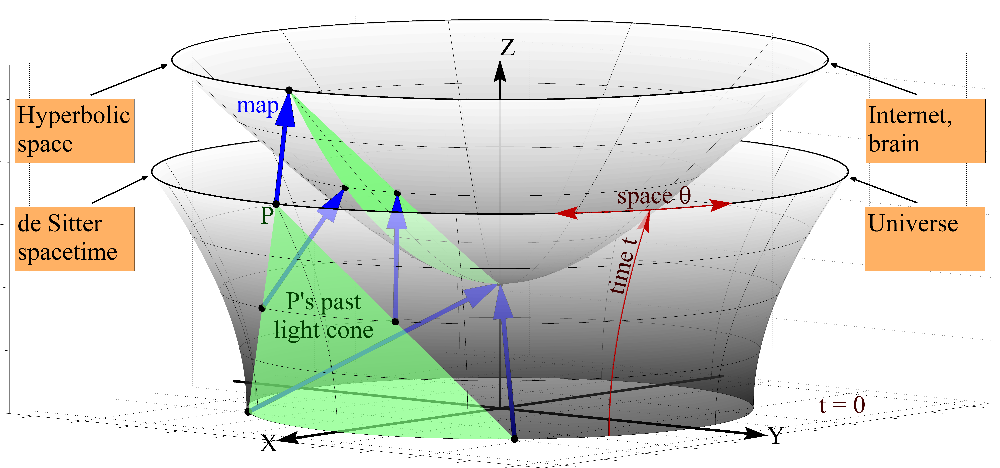 Z
map
Hyperbolic
space
Internet,
brain
space θ
P
de Sitter
spacetime
Universe
time t
P's past
light cone
t = 0
X
Y